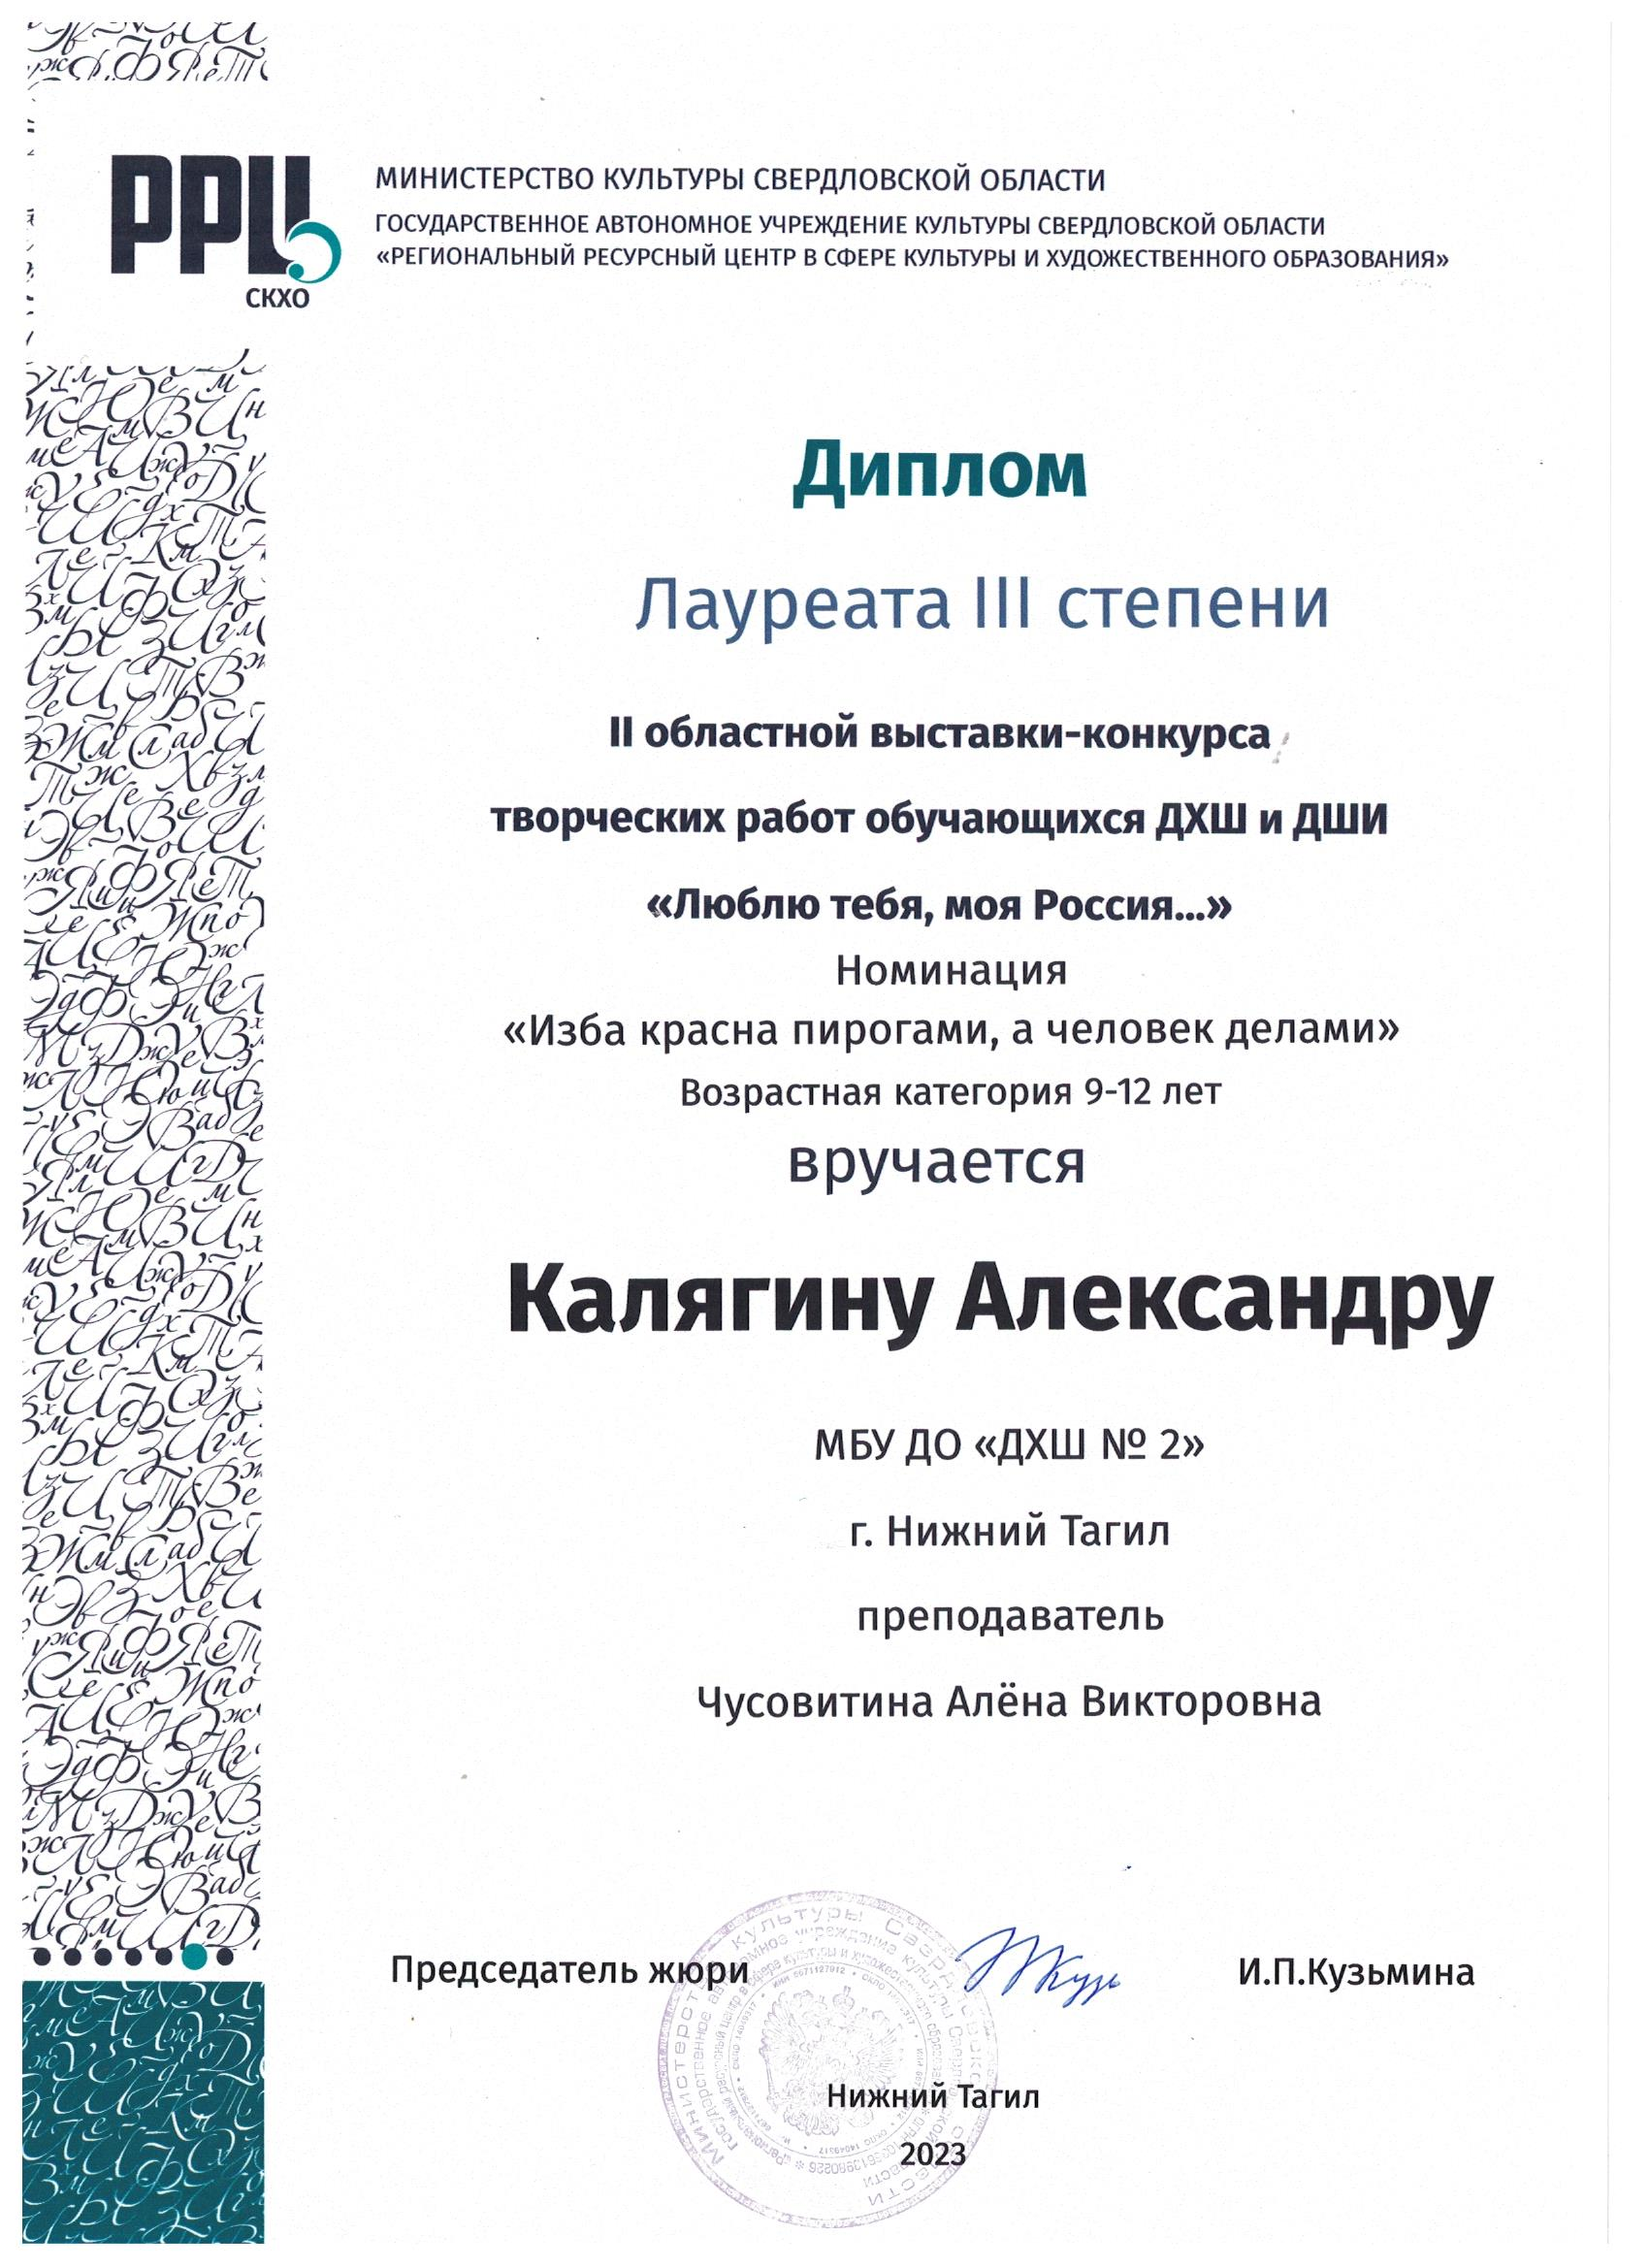 РРЦ
СКХО
МИНИСТЕРСТВО КУЛЬТУРЫ СВЕРДЛОВСКОЙ ОБЛАСТИ
ГОСУДАРСТВЕННОЕ АВТОНОМНОЕ УЧРЕЖДЕНИЕ КУЛЬТУРЫ СВЕРДЛОВСКОЙ ОБЛАСТИ
«РЕГИОНАЛЬНЫЙ РЕСУРСНЫЙ ЦЕНТР В СФЕРЕ КУЛЬТУРЫ И ХУДОЖЕСТВЕННОГО ОБРАЗОВАНИЯ»
Диплом
Лауреата III степени
II областной выставки-конкурса
творческих работ обучающихся ДХШ и ДШИ
«Люблю тебя, моя Россия...»
Номинация
«Изба красна пирогами, а человек делами»
Возрастная категория 9-12 лет
вручается
Калягину Александру
МБУ ДО «ДХШ № 2»
г. Нижний Тагил
преподаватель
Чусовитина Алёна Викторовна
Председатель жюри
И.П.Кузьмина
Нижний Тагил
2023